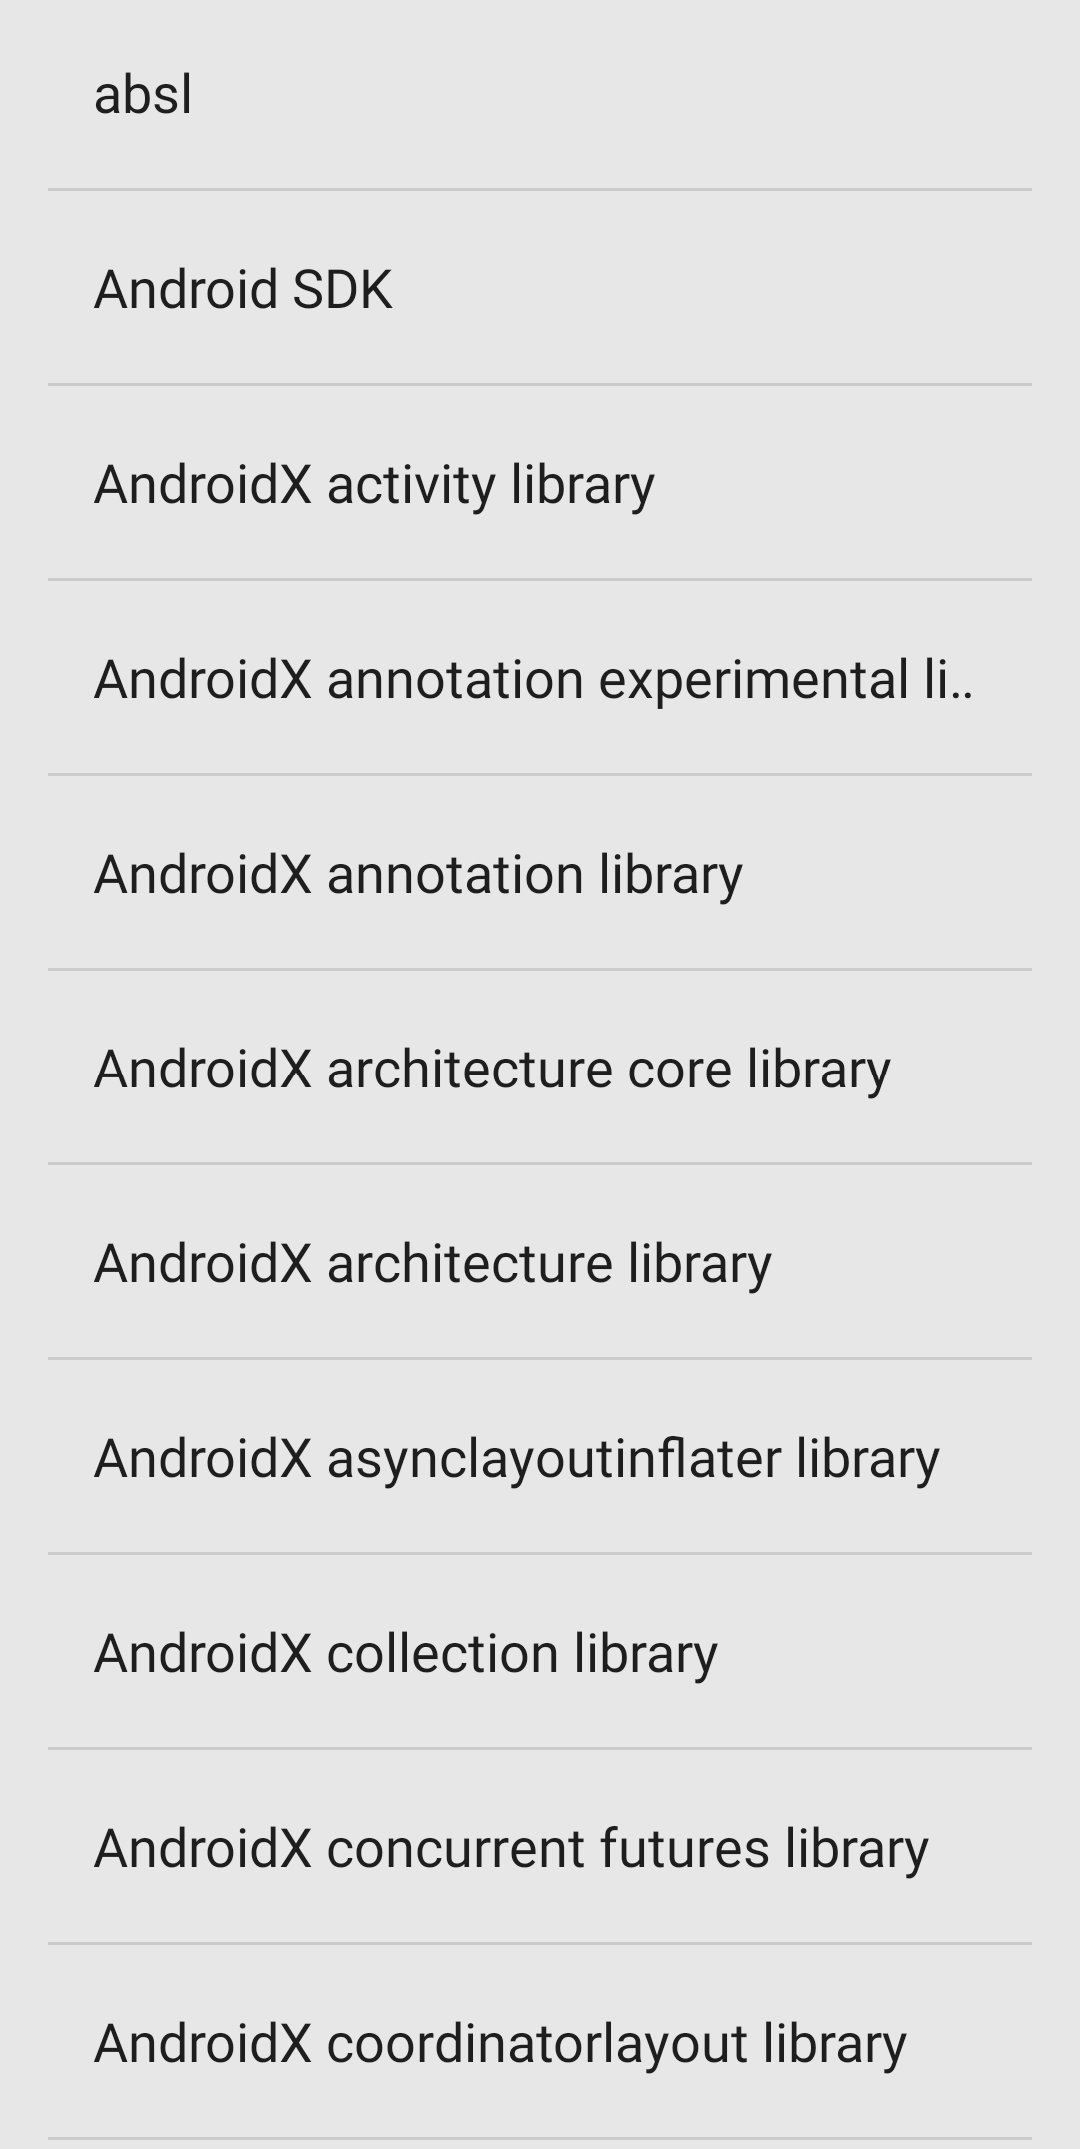 absl
Android SDK
AndroidX activity library
AndroidX annotation experimental li..
AndroidX annotation library
AndroidX architecture core library
AndroidX architecture library
AndroidX asynclayoutinflater library
AndroidX collection library
AndroidX concurrent futures library
AndroidX coordinatorlayout library